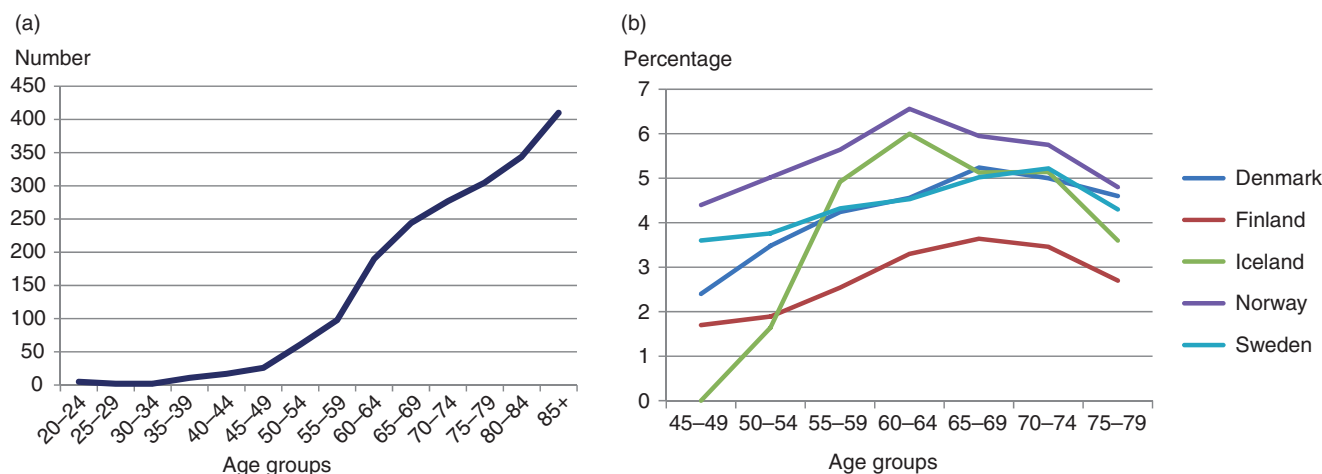 (a)
Number
450
400
350
300
250
200
150
100
50
0
20–24
25–29
30–34
35–39
40–44
45–49
50–54
55–59
60–64
65–69
70–74
75–79
80–84
85+
Age groups
(b)
Percentage
7
6
5
4
3
2
1
0
45–49 50–54 55–59 60–64 65–69 70–74 75–79
Age groups
Denmark
Finland
Iceland
Norway
Sweden